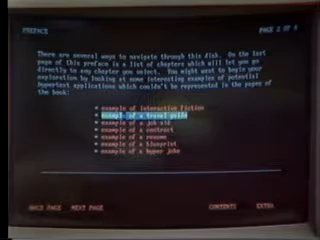 PREFACE
PAGE 2 OF 6
There are several ways to navigate through this disk. On the last
page of this preface is a list of chapters which will let you go
directly to any chapter you select. You might want to begin your
exploration by looking at some interesting examples of potential
hypertext applications which couldn't be represented in the pages of
the book:
* example of interactive fiction
* example of a travel guide
* example of a job aid
* example of a contract
* example of a resume
* example of a blueprint
* example of a hyper joke
BACK PAGE NEXT PAGE
CONTENTS
EXTRA